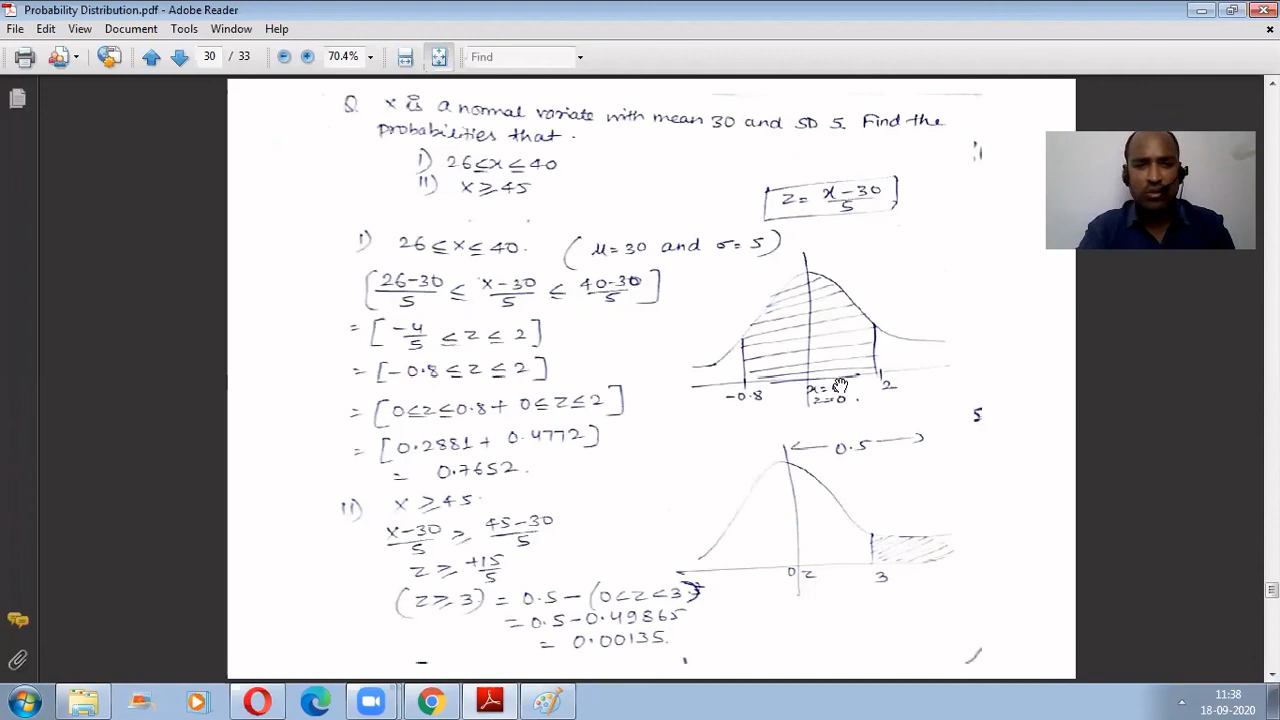 Probability Distribution.pdf - Adobe Reader
File Edit View Document Tools Window Help
30 / 33 70.4% Find
Q. x is a normal variate with mean 30 and SD 5. Find the
probabilities that.
i) 26≤x≤40
ii) x≥45
z = x-30/5
i) 26≤x≤40. (μ=30 and σ=5)
[26-30/5 ≤ x-30/5 ≤ 40-30/5]
= [-4/5 ≤ z ≤ 2]
= [-0.8 ≤ z ≤ 2]
= [0≤z≤0.8 + 0≤z≤2]
= [0.2881 + 0.4772]
= 0.7652.
-0.8
z=0.
2
5
ii) x ≥45.
x-30/5 ≥ 45-30/5
z ≥ +15/5
(z≥3) = 0.5 - (0≤z≤3)
= 0.5-0.49865
= 0.00135.
0.5
0 z 3
11:38
18-09-2020